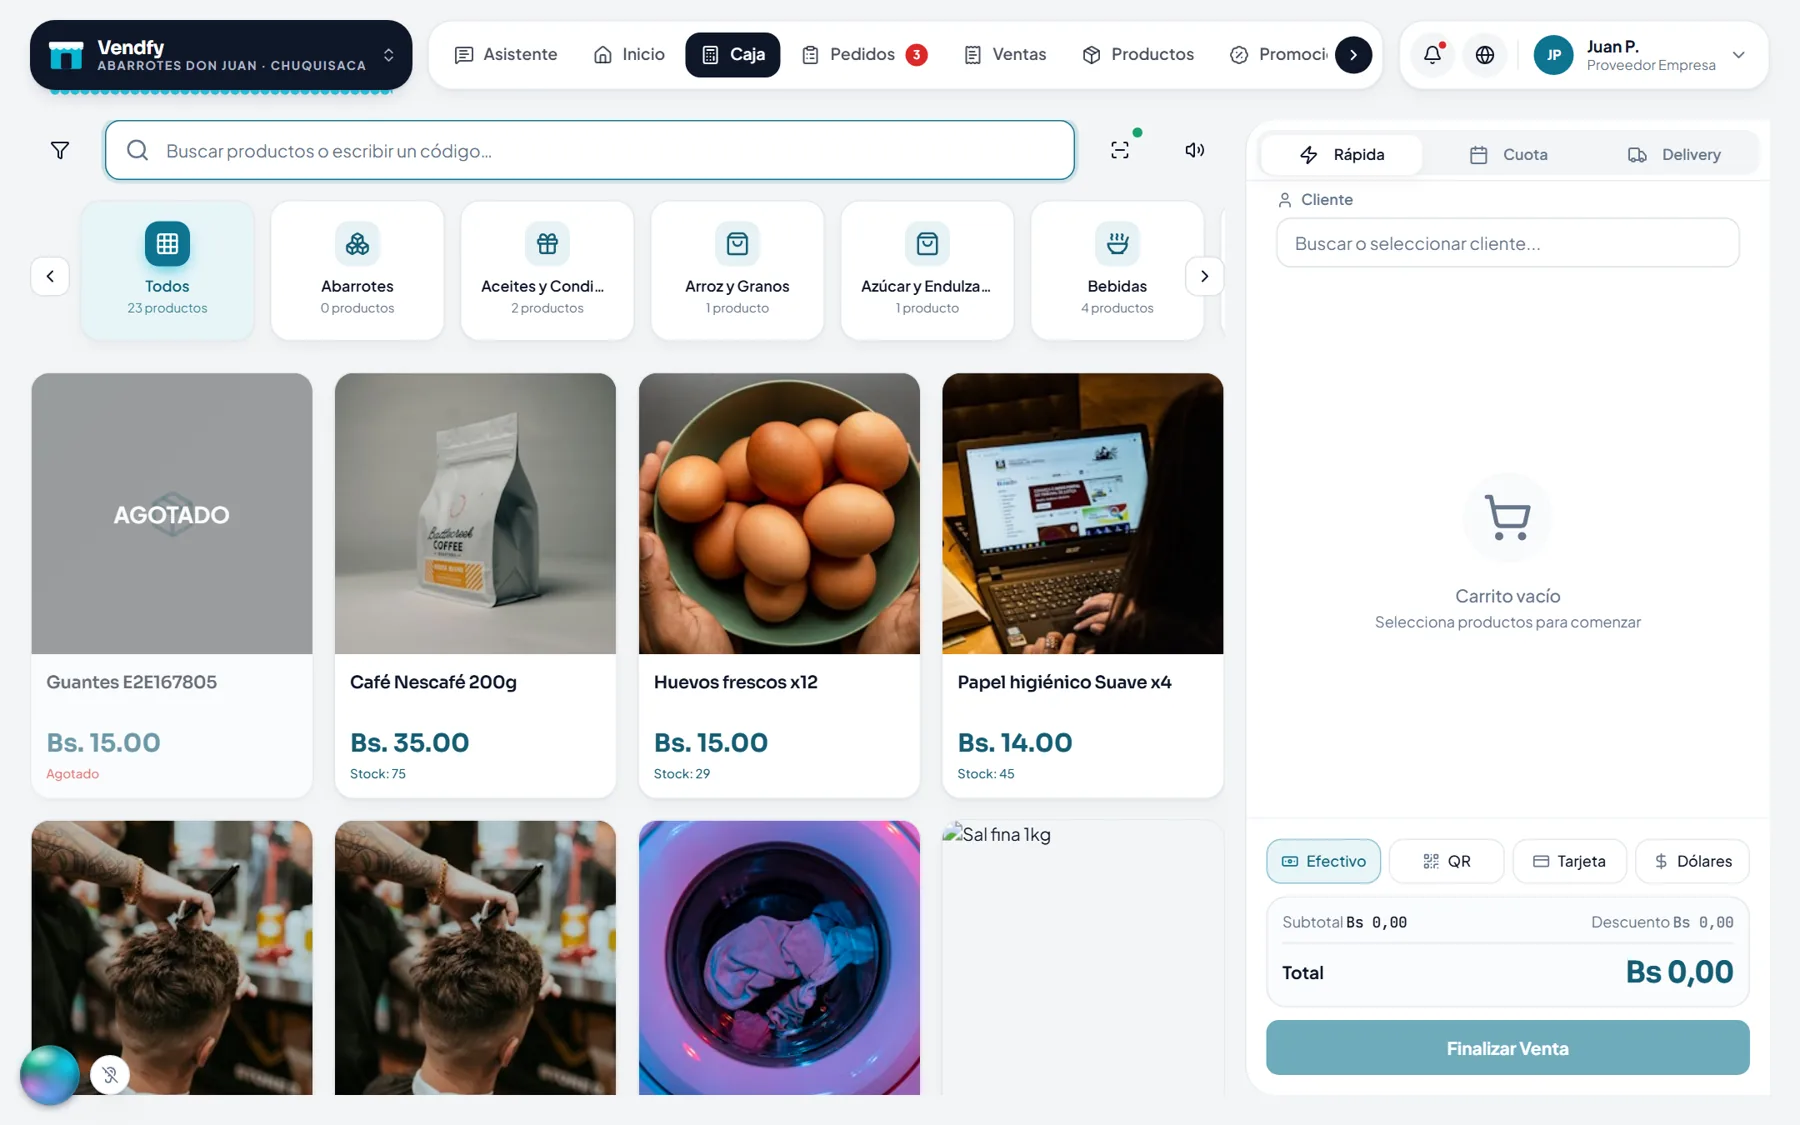 Vendfy
ABARROTES DON JUAN · CHUQUISACA
Asistente
Inicio
Caja
Pedidos 3
Ventas
Productos
Promoci
JP
Juan P.
Proveedor Empresa
Buscar productos o escribir un código...
Rápida
Cuota
Delivery
Cliente
Buscar o seleccionar cliente...
Todos
23 productos
Abarrotes
0 productos
Aceites y Condi...
2 productos
Arroz y Granos
1 producto
Azúcar y Endulza...
1 producto
Bebidas
4 productos
AGOTADO
Guantes E2E167805
Bs. 15.00
Agotado
COFFEE
Café Nescafé 200g
Bs. 35.00
Stock: 75
Huevos frescos x12
Bs. 15.00
Stock: 29
Papel higiénico Suave x4
Bs. 14.00
Stock: 45
Sal fina 1kg
Carrito vacío
Selecciona productos para comenzar
Efectivo
QR
Tarjeta
Dólares
Subtotal Bs 0,00
Descuento Bs 0,00
Total
Bs 0,00
Finalizar Venta